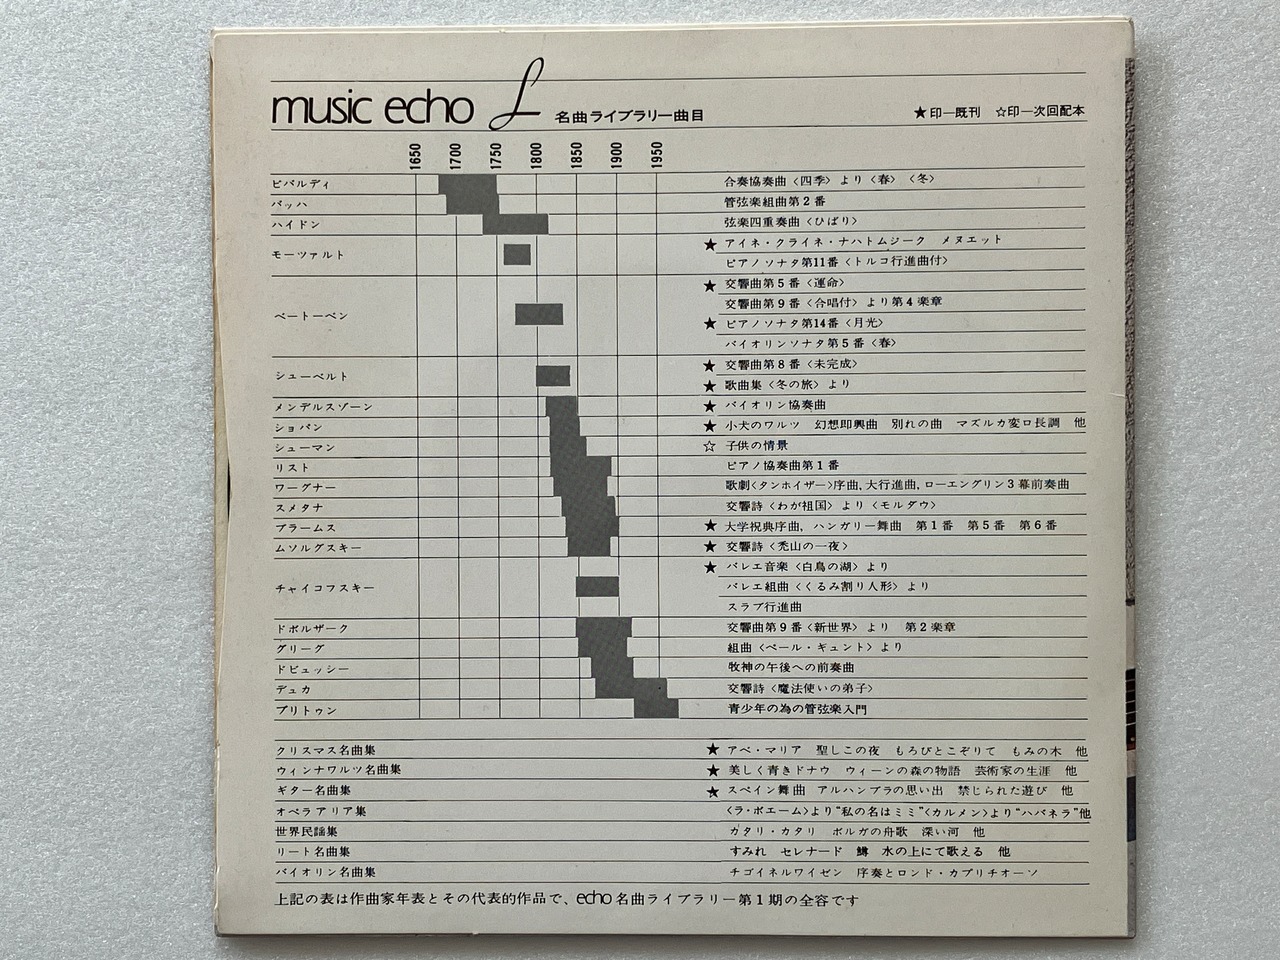 music echo L 名曲ライブラリー曲目 ★印—既刊 ☆印—次回配本
1650 1700 1750 1800 1850 1900 1950
ビバルディ 合奏協奏曲〈四季〉より〈春〉〈冬〉
バッハ 管弦楽組曲第2番
ハイドン 弦楽四重奏曲〈ひばり〉
モーツァルト ★ アイネ・クライネ・ナハトムジーク メヌエット
ピアノソナタ第11番〈トルコ行進曲付〉
ベートーベン ★ 交響曲第5番〈運命〉
交響曲第9番〈合唱付〉より第4楽章
★ ピアノソナタ第14番〈月光〉
バイオリンソナタ第5番〈春〉
シューベルト ★ 交響曲第8番〈未完成〉
★ 歌曲集〈冬の旅〉より
メンデルスゾーン ★ バイオリン協奏曲
ショパン ★ 小犬のワルツ 幻想即興曲 別れの曲 マズルカ変ロ長調 他
シューマン ☆ 子供の情景
リスト ピアノ協奏曲第1番
ワーグナー 歌劇〈タンホイザー〉序曲,大行進曲,ローエングリン3幕前奏曲
スメタナ 交響詩〈わが祖国〉より〈モルダウ〉
ブラームス ★ 大学祝典序曲,ハンガリー舞曲 第1番 第5番 第6番
ムソルグスキー ★ 交響詩〈禿山の一夜〉
チャイコフスキー ★ バレエ音楽〈白鳥の湖〉より
バレエ組曲〈くるみ割り人形〉より
スラブ行進曲
ドボルザーク 交響曲第9番〈新世界〉より 第2楽章
グリーグ 組曲〈ペール・ギュント〉より
ドビュッシー 牧神の午後への前奏曲
デュカ 交響詩〈魔法使いの弟子〉
ブリトゥン 青少年の為の管弦楽入門
クリスマス名曲集 ★ アベ・マリア 聖しこの夜 もろびとこぞりて もみの木 他
ウィンナワルツ名曲集 ★ 美しく青きドナウ ウィーンの森の物語 芸術家の生涯 他
ギター名曲集 ★ スペイン舞曲 アルハンブラの思い出 禁じられた遊び 他
オペラアリア集 〈ラ・ボエーム〉より“私の名はミミ”〈カルメン〉より“ハバネラ”他
世界民謡集 カタリ・カタリ ボルガの舟歌 深い河 他
リート名曲集 すみれ セレナード 鱒 水の上にて歌える 他
バイオリン名曲集 チゴイネルワイゼン 序奏とロンド・カプリチオーソ
上記の表は作曲家年表とその代表的作品で、echo名曲ライブラリー第1期の全容です